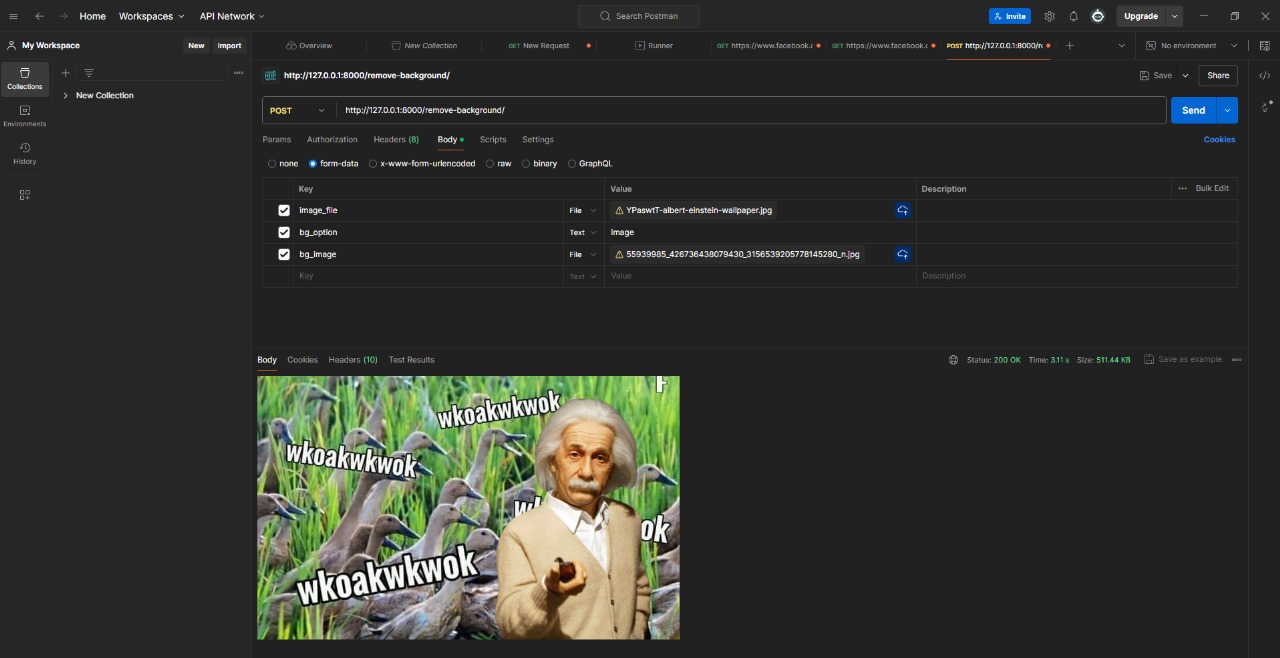 Home Workspaces API Network Search Postman Invite Upgrade
My Workspace New Import Overview New Collection GET New Request Runner GET https://www.facebook.c GET https://www.facebook.c POST http://127.0.0.1:8000/r No environment
Collections
New Collection
Environments
History
http://127.0.0.1:8000/remove-background/ Save Share
POST http://127.0.0.1:8000/remove-background/ Send
Params Authorization Headers (8) Body Scripts Settings Cookies
none form-data x-www-form-urlencoded raw binary GraphQL
Key Value Description Bulk Edit
image_file File YPaswtT-albert-einstein-wallpaper.jpg
bg_option Text image
bg_image File 55939985_426736438079430_3156539205778145280_n.jpg
Key Text Value Description
Body Cookies Headers (10) Test Results Status: 200 OK Time: 3.11 s Size: 511.44 KB Save as example
F
wkoakwkwok
wkoakwkwok
wk ok
wkoakwkwok